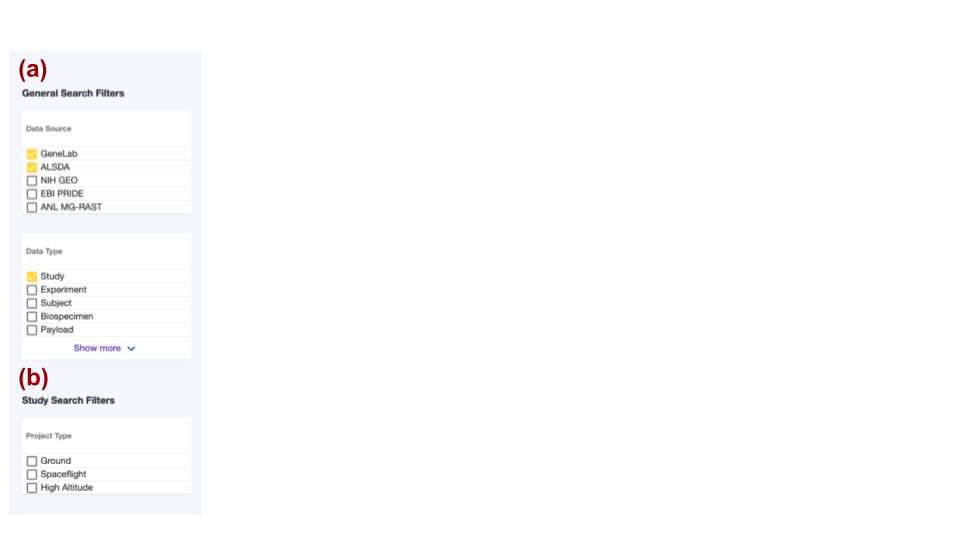 (a)
General Search Filters
Data Source
GeneLab
ALSDA
NIH GEO
EBI PRIDE
ANL MG-RAST
Data Type
Study
Experiment
Subject
Biospecimen
Payload
Show more
(b)
Study Search Filters
Project Type
Ground
Spaceflight
High Altitude